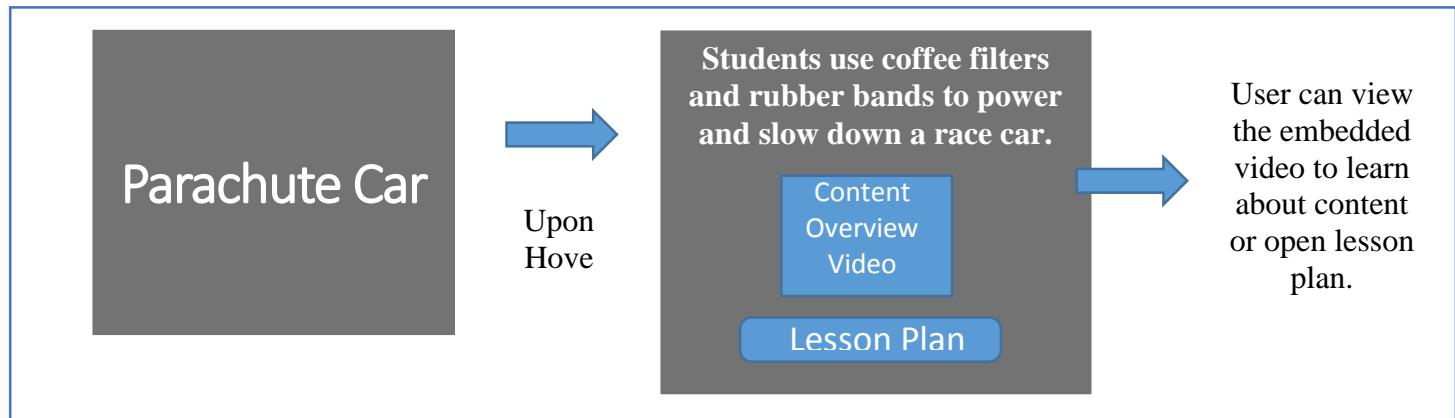 Parachute Car
Upon
Hove
Students use coffee filters
and rubber bands to power
and slow down a race car.
Content
Overview
Video
Lesson Plan
User can view
the embedded
video to learn
about content
or open lesson
plan.